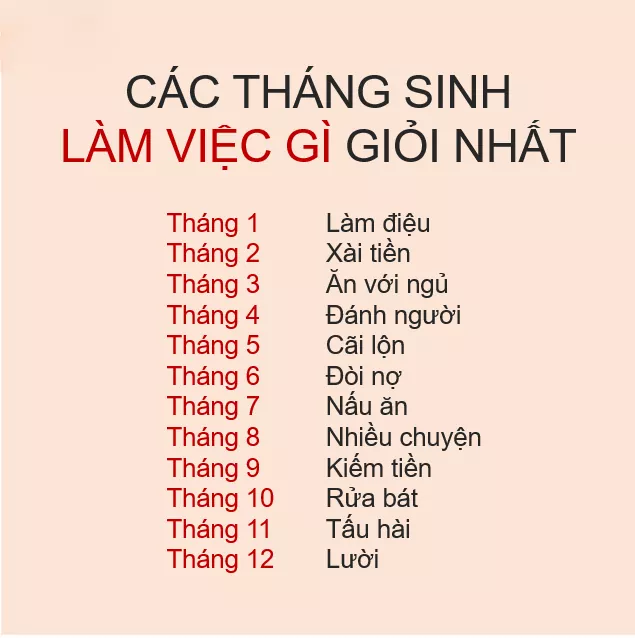 CÁC THÁNG SINH
LÀM VIỆC GÌ GIỎI NHẤT
Tháng 1 Làm điệu
Tháng 2 Xài tiền
Tháng 3 Ăn với ngủ
Tháng 4 Đánh người
Tháng 5 Cãi lộn
Tháng 6 Đòi nợ
Tháng 7 Nấu ăn
Tháng 8 Nhiều chuyện
Tháng 9 Kiếm tiền
Tháng 10 Rửa bát
Tháng 11 Tấu hài
Tháng 12 Lười